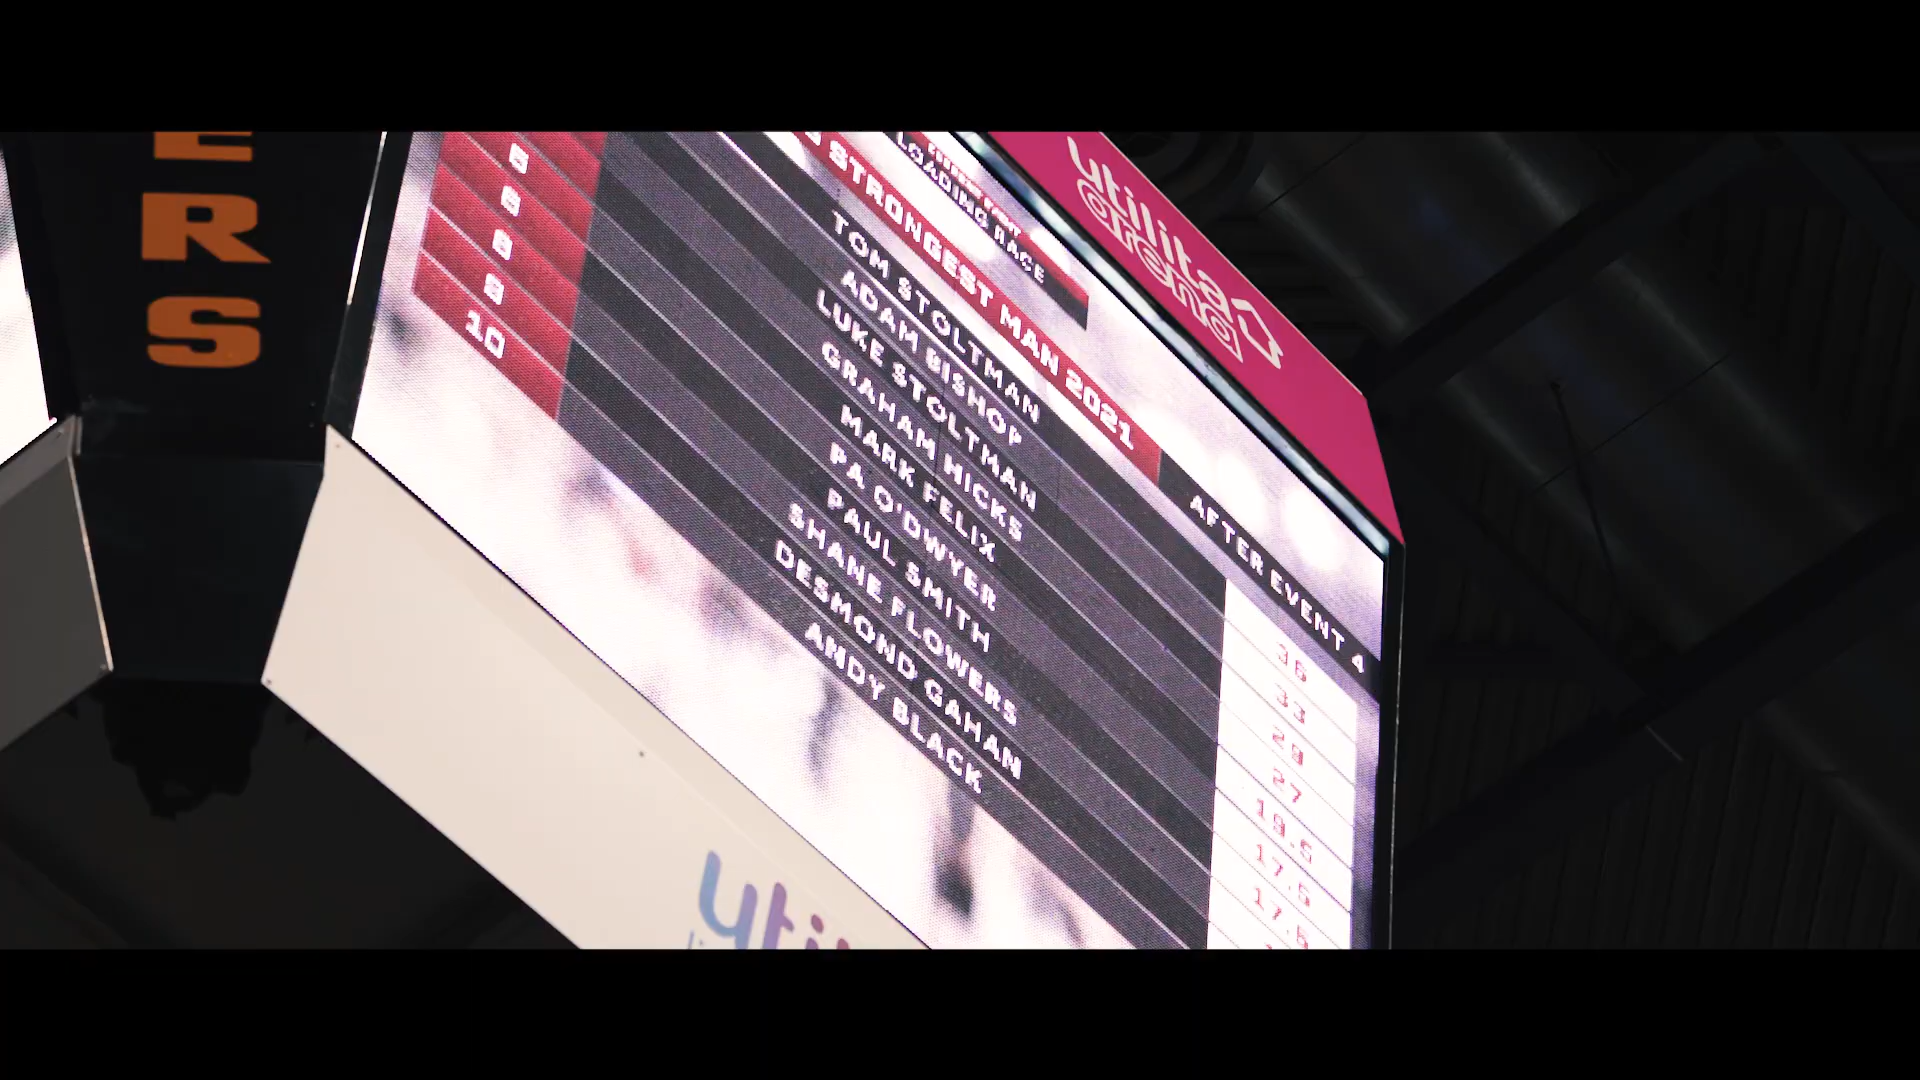 E
R
S
LOADING RACE
STRONGEST MAN 2021
AFTER EVENT 4
TOM STOLTMAN 36
ADAM BISHOP 33
LUKE STOLTMAN 29
GRAHAM HICKS 27
MARK FELIX 19.5
PA O'DWYER 17.5
PAUL SMITH 17.5
SHANE FLOWERS
DESMOND GAHAN
10 ANDY BLACK
utilita
arena
utili